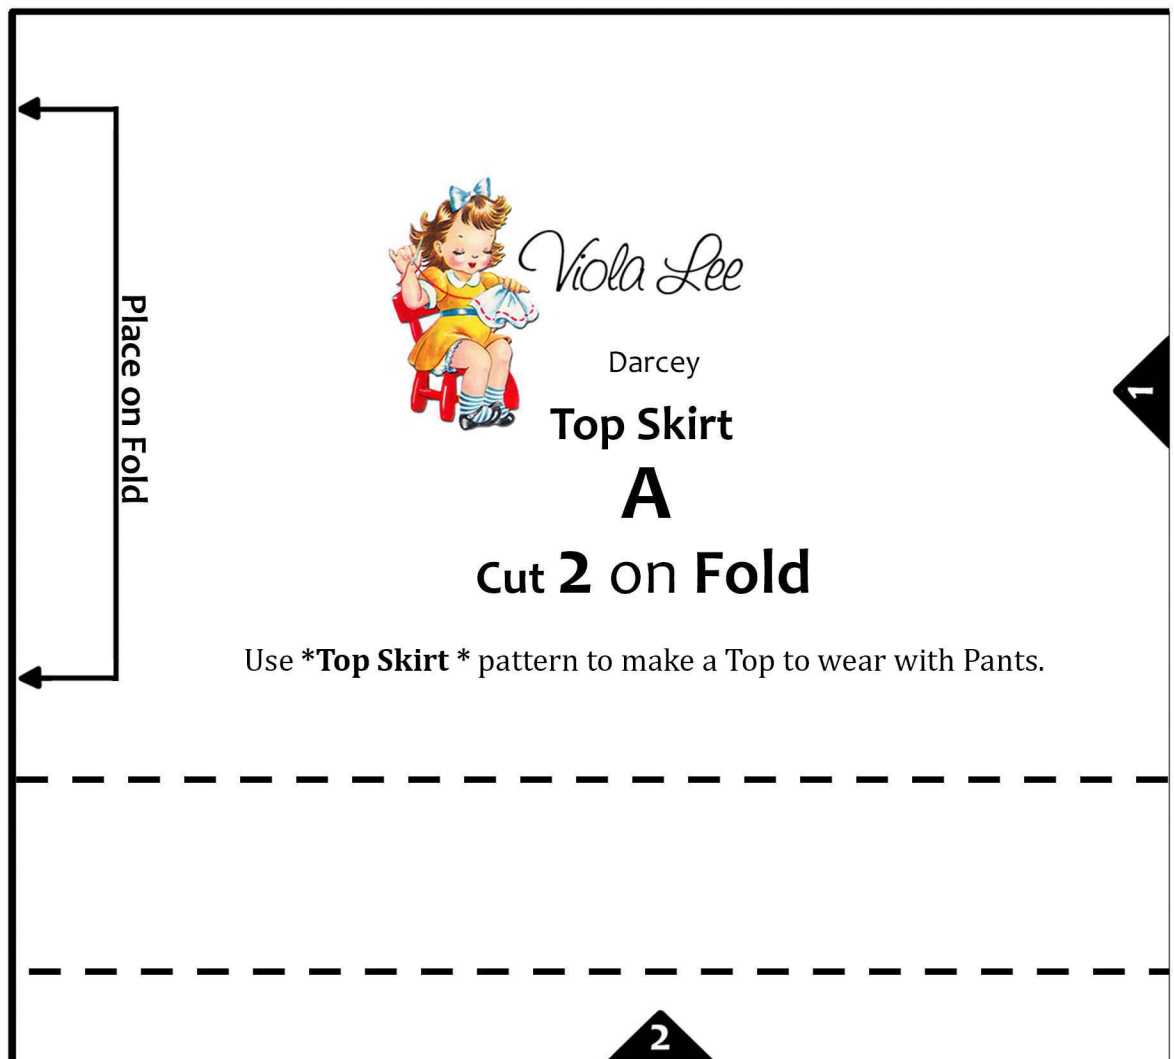 Place on Fold
Viola Lee
Darcey
Top Skirt
A
Cut 2 on Fold
Use *Top Skirt * pattern to make a Top to wear with Pants.
1
2